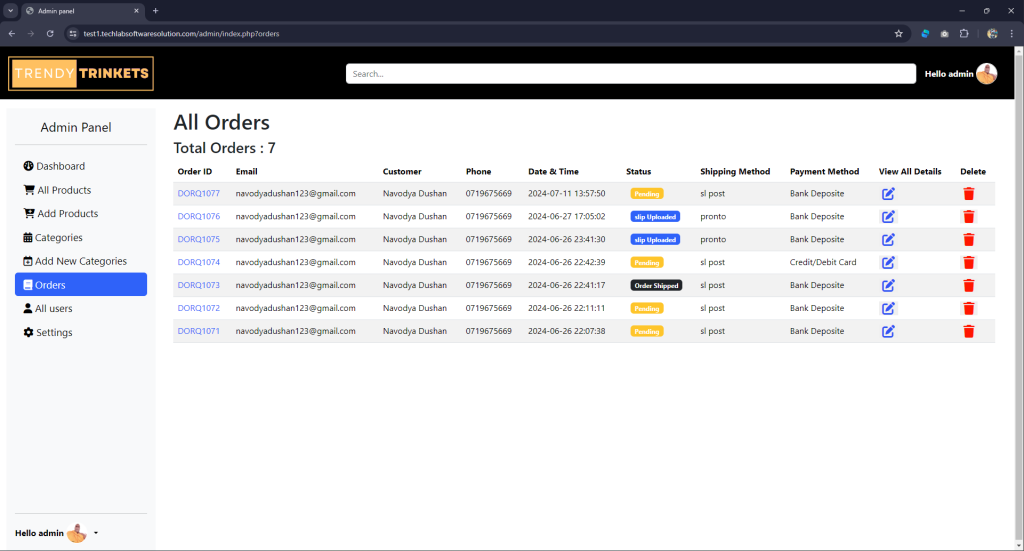 Admin panel
test1.techlabsoftwaresolution.com/admin/index.php?orders
TRENDY TRINKETS
Search...
Hello admin
Admin Panel
Dashboard
All Products
Add Products
Categories
Add New Categories
Orders
All users
Settings
Hello admin
All Orders
Total Orders : 7
Order ID Email Customer Phone Date & Time Status Shipping Method Payment Method View All Details Delete
DORQ1077 navodyadushan123@gmail.com Navodya Dushan 0719675669 2024-07-11 13:57:50 Pending sl post Bank Deposite
DORQ1076 navodyadushan123@gmail.com Navodya Dushan 0719675669 2024-06-27 17:05:02 slip Uploaded pronto Bank Deposite
DORQ1075 navodyadushan123@gmail.com Navodya Dushan 0719675669 2024-06-26 23:41:30 slip Uploaded pronto Bank Deposite
DORQ1074 navodyadushan123@gmail.com Navodya Dushan 0719675669 2024-06-26 22:42:39 Pending sl post Credit/Debit Card
DORQ1073 navodyadushan123@gmail.com Navodya Dushan 0719675669 2024-06-26 22:41:17 Order Shipped sl post Bank Deposite
DORQ1072 navodyadushan123@gmail.com Navodya Dushan 0719675669 2024-06-26 22:11:11 Pending sl post Bank Deposite
DORQ1071 navodyadushan123@gmail.com Navodya Dushan 0719675669 2024-06-26 22:07:38 Pending sl post Bank Deposite